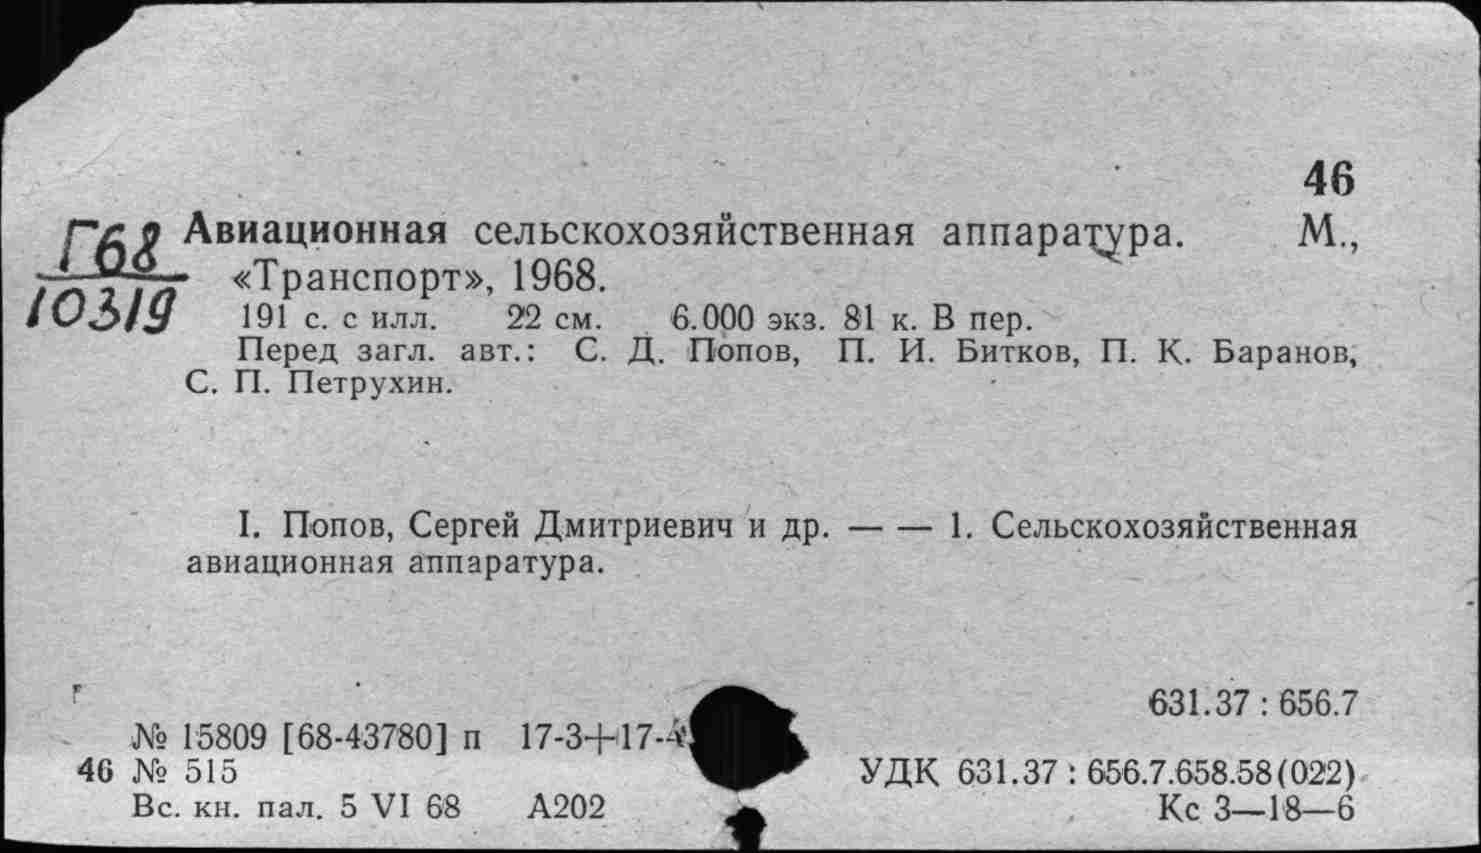 46
Г68
10319
Авиационная сельскохозяйственная аппаратура. М.,
«Транспорт», 1968.
191 с. с илл. 22 см. 6.000 экз. 81 к. В пер.
Перед загл. авт.: С. Д. Попов, П. И. Битков, П. К. Баранов,
С. П. Петрухин.
I. Попов, Сергей Дмитриевич и др. — — 1. Сельскохозяйственная
авиационная аппаратура.
г
631.37 : 656.7
№ 15809 [68-43780] п 17-3+17-4
46 № 515
УДК 631.37 : 656.7.658.58(022)
Вс. кн. пал. 5 VI 68 А202
Кс 3—18—6